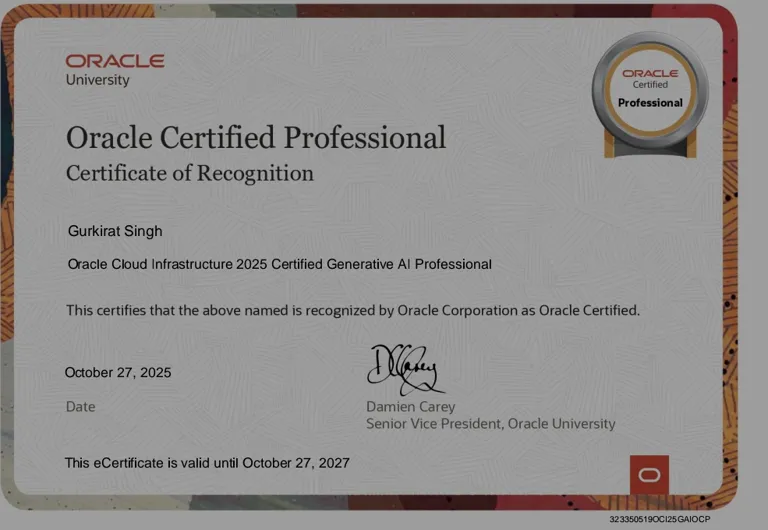 ORACLE
University
ORACLE
Certified
Professional
Oracle Certified Professional
Certificate of Recognition
Gurkirat Singh
Oracle Cloud Infrastructure 2025 Certified Generative AI Professional
This certifies that the above named is recognized by Oracle Corporation as Oracle Certified.
October 27, 2025
Date
DCarey
Damien Carey
Senior Vice President, Oracle University
This eCertificate is valid until October 27, 2027
323350519OCI25GAIOCP